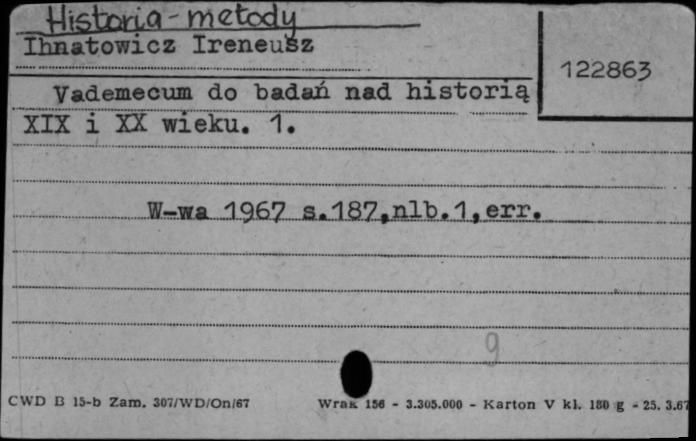 Historia - metody
Ihnatowicz Ireneusz
122863
Vademecum do badań nad historią
XIX i XX wieku. 1.
W-wa 1967 s.187,nlb.1,err.
9
CWD B 15-b Zam. 307/WD/On/67 Wrak 156 - 3.305.000 - Karton V kl. 180 g - 25. 3.67